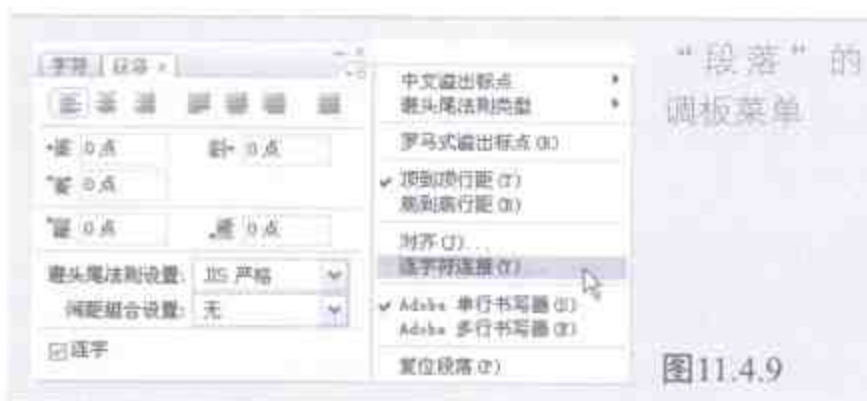 字符 段落 ×
0 点
0 点
0 点
0 点
0 点
避头尾法则设置: JIS 严格
间距组合设置: 无
连字
中文溢出标点
避头尾法则类型
罗马式溢出标点(R)
顶到顶行距(T)
底到底行距(B)
对齐(J)...
连字符连接(Y)...
Adobe 单行书写器(S)
Adobe 多行书写器(E)
复位段落(P)
“段落”的
调板菜单
图11.4.9